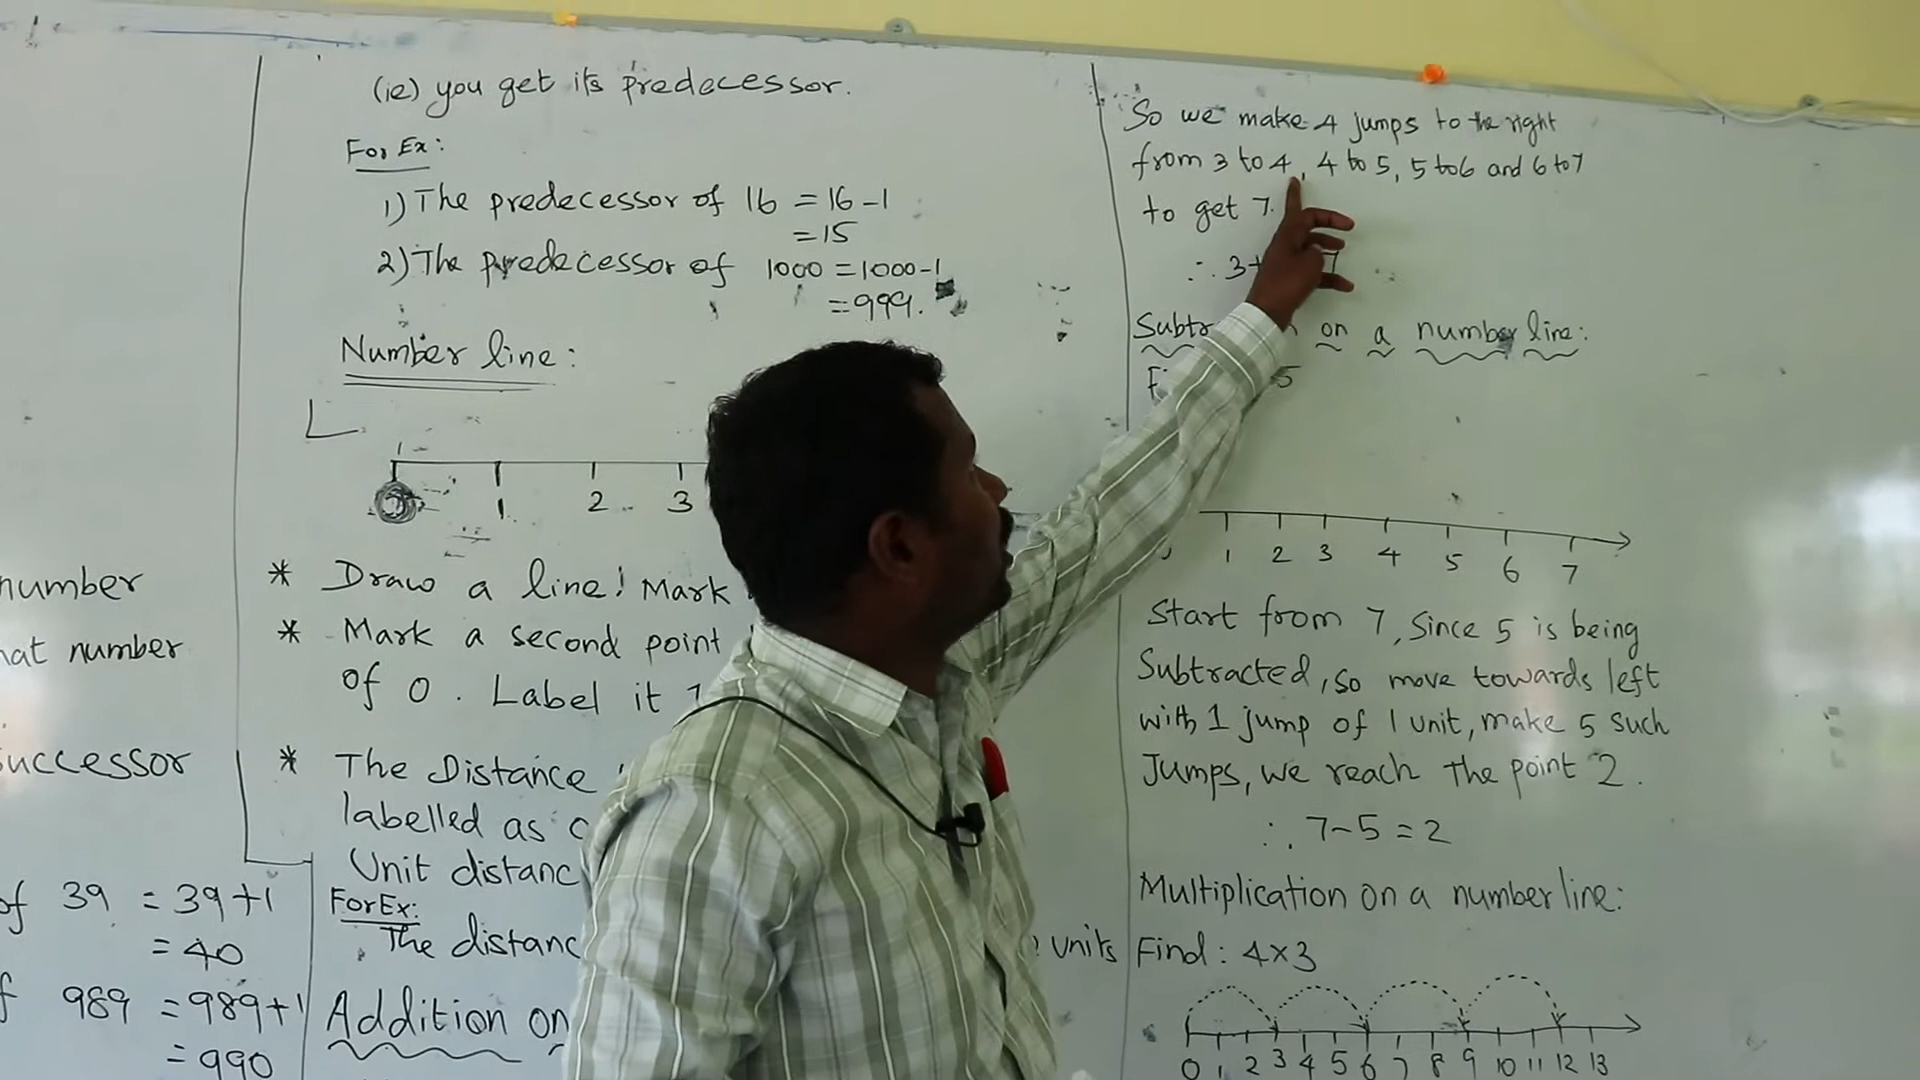 number
hat number
successor
of 39 = 39+1
= 40
989 = 989+1
= 990
(ie) you get its predecessor.
For Ex:
1) The predecessor of 16 = 16-1
= 15
2) The predecessor of 1000 = 1000-1
= 999.
Number line:
0 1 2 3
* Draw a line! Mark
* Mark a second point
of 0. Label it 1
* The Distance
labelled as
Unit distanc
For Ex:
The distanc
units
Addition on
So we make 4 jumps to the right
from 3 to 4, 4 to 5, 5 to 6 and 6 to 7
to get 7.
∴ 3+ 7
Subtr n on a number line:
5
1 2 3 4 5 6 7
Start from 7, Since 5 is being
Subtracted, so move towards left
with 1 jump of 1 unit, make 5 such
Jumps, we reach the point 2.
∴ 7-5 = 2
Multiplication on a number line:
Find: 4×3
0 1 2 3 4 5 6 7 8 9 10 11 12 13